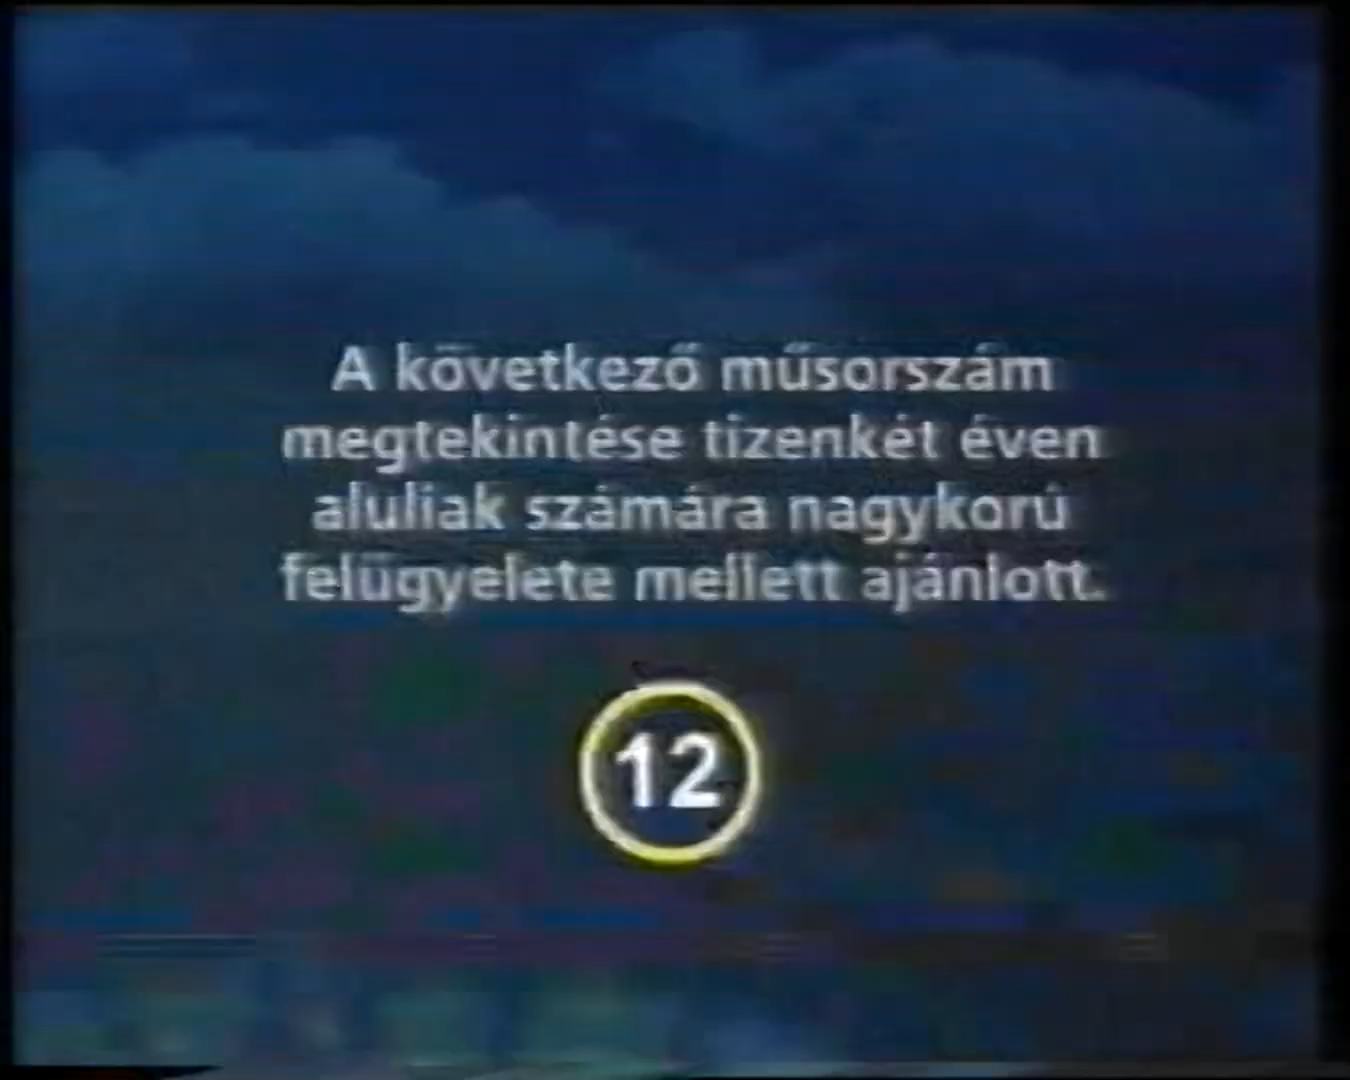 A következő műsorszám
megtekintése tizenkét éven
aluliak számára nagykorú
felügyelete mellett ajánlott.
12